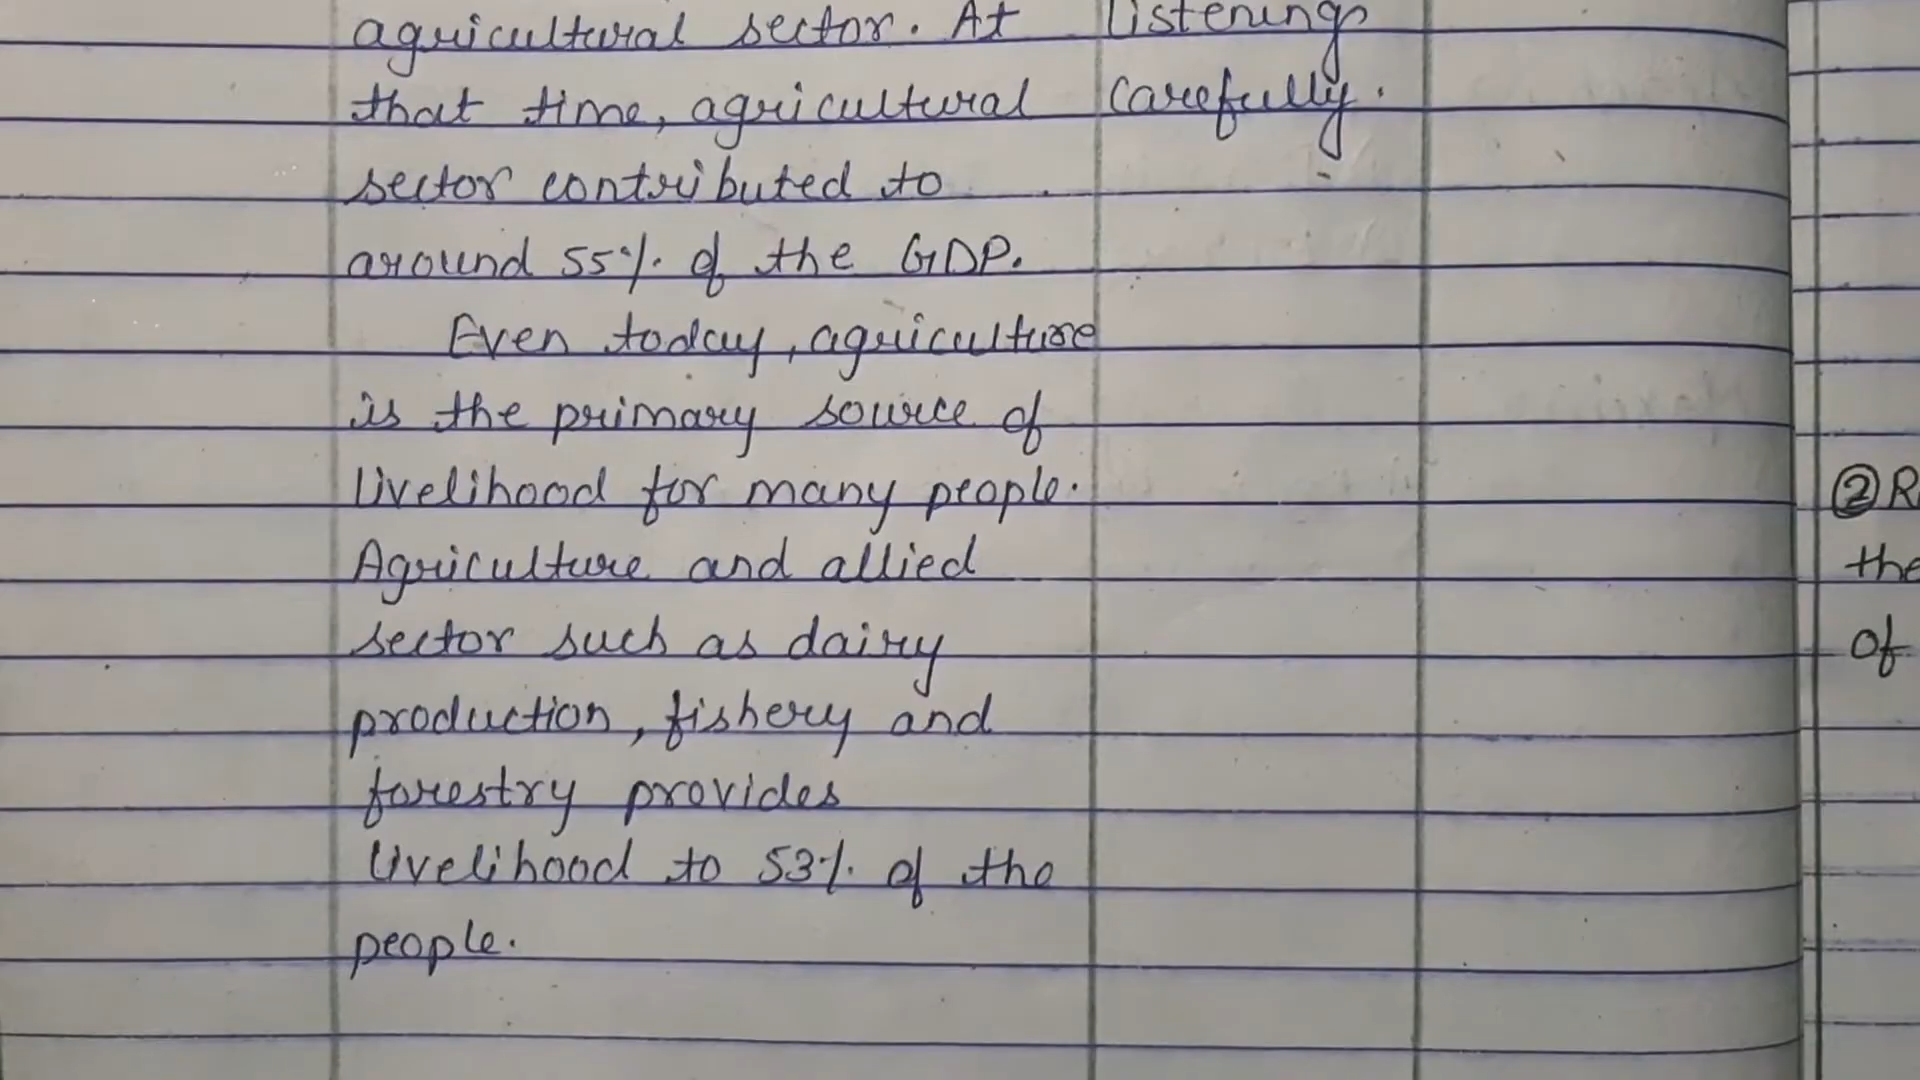 agricultural sector. At
that time, agricultural
sector contributed to
around 55% of the GDP.
Even today, agriculture
is the primary source of
livelihood for many people.
Agriculture and allied
sector such as dairy
production, fishery and
forestry provides
livelihood to 53% of the
people.
listening
carefully.
②
the
of